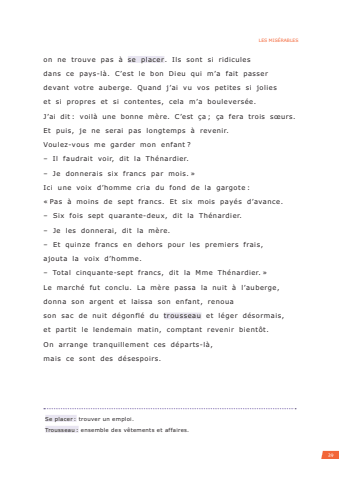 LES MISÉRABLES
on ne trouve pas à se placer. Ils sont si ridicules
dans ce pays-là. C'est le bon Dieu qui m'a fait passer
devant votre auberge. Quand j'ai vu vos petites si jolies
et si propres et si contentes, cela m'a bouleversée.
J'ai dit : voilà une bonne mère. C'est ça ; ça fera trois sœurs.
Et puis, je ne serai pas longtemps à revenir.
Voulez-vous me garder mon enfant ?
– Il faudrait voir, dit la Thénardier.
– Je donnerais six francs par mois. »
Ici une voix d'homme cria du fond de la gargote :
« Pas à moins de sept francs. Et six mois payés d'avance.
– Six fois sept quarante-deux, dit la Thénardier.
– Je les donnerai, dit la mère.
– Et quinze francs en dehors pour les premiers frais,
ajouta la voix d'homme.
– Total cinquante-sept francs, dit la Mme Thénardier. »
Le marché fut conclu. La mère passa la nuit à l'auberge,
donna son argent et laissa son enfant, renoua
son sac de nuit dégonflé du trousseau et léger désormais,
et partit le lendemain matin, comptant revenir bientôt.
On arrange tranquillement ces départs-là,
mais ce sont des désespoirs.
Se placer : trouver un emploi.
Trousseau : ensemble des vêtements et affaires.